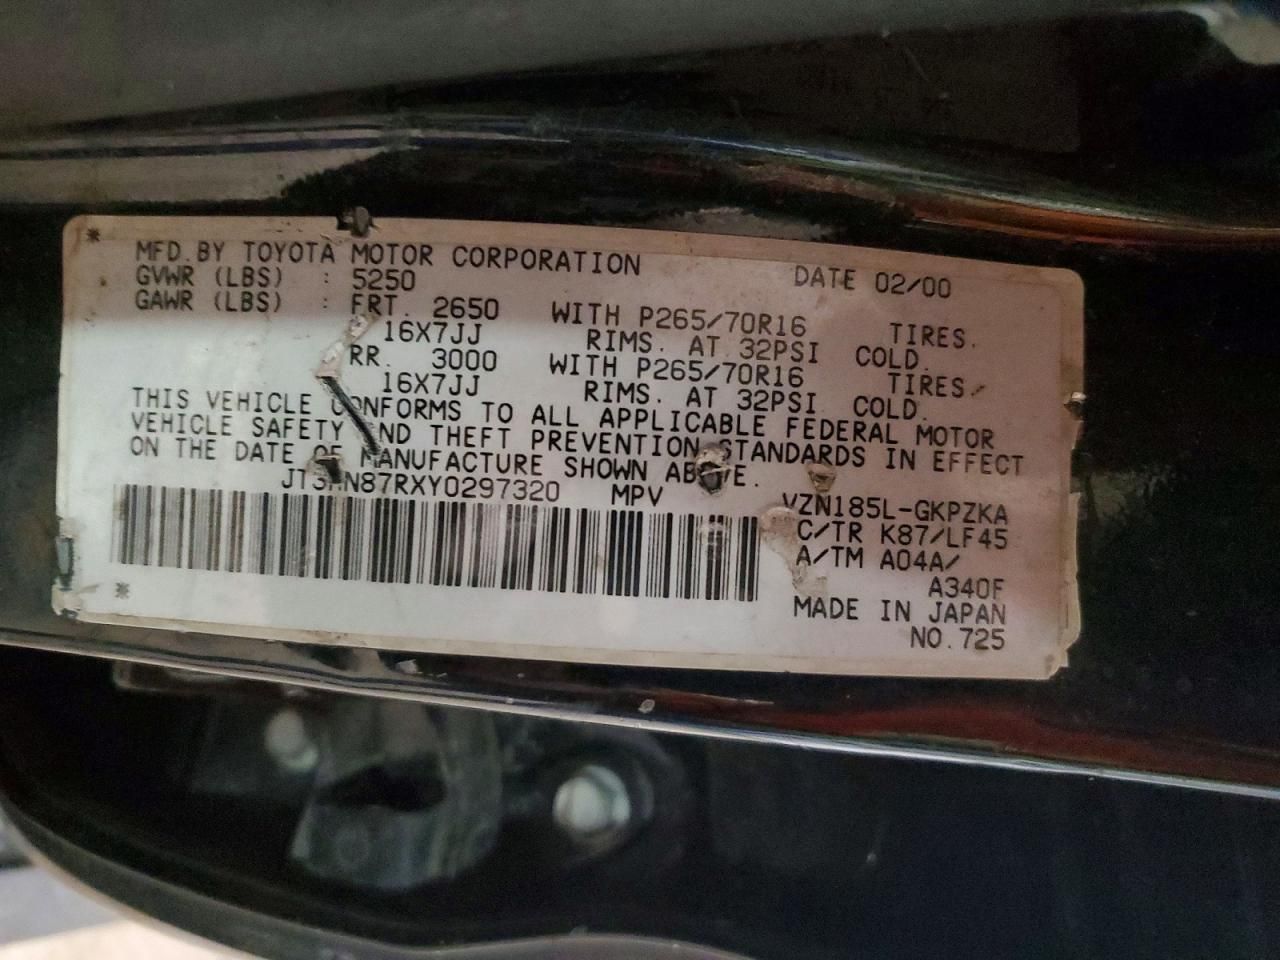 * MFD.BY TOYOTA MOTOR CORPORATION DATE 02/00
GVWR (LBS) : 5250
GAWR (LBS) : FRT. 2650 WITH P265/70R16 TIRES.
16X7JJ RIMS. AT 32PSI COLD.
RR. 3000 WITH P265/70R16 TIRES.
16X7JJ RIMS. AT 32PSI COLD.
THIS VEHICLE CONFORMS TO ALL APPLICABLE FEDERAL MOTOR
VEHICLE SAFETY AND THEFT PREVENTION STANDARDS IN EFFECT
ON THE DATE OF MANUFACTURE SHOWN ABOVE.
MPV VZN185L-GKPZKA
C/TR K87/LF45
A/TM A04A/
* A340F
MADE IN JAPAN
NO.725